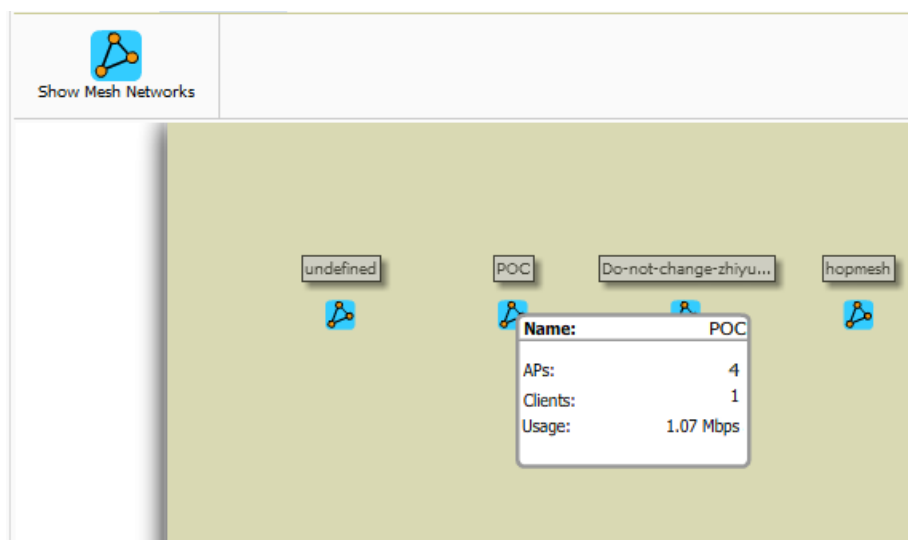 Show Mesh Networks
undefined
POC
Do-not-change-zhiyu...
hopmesh
Name: POC
APs: 4
Clients: 1
Usage: 1.07 Mbps